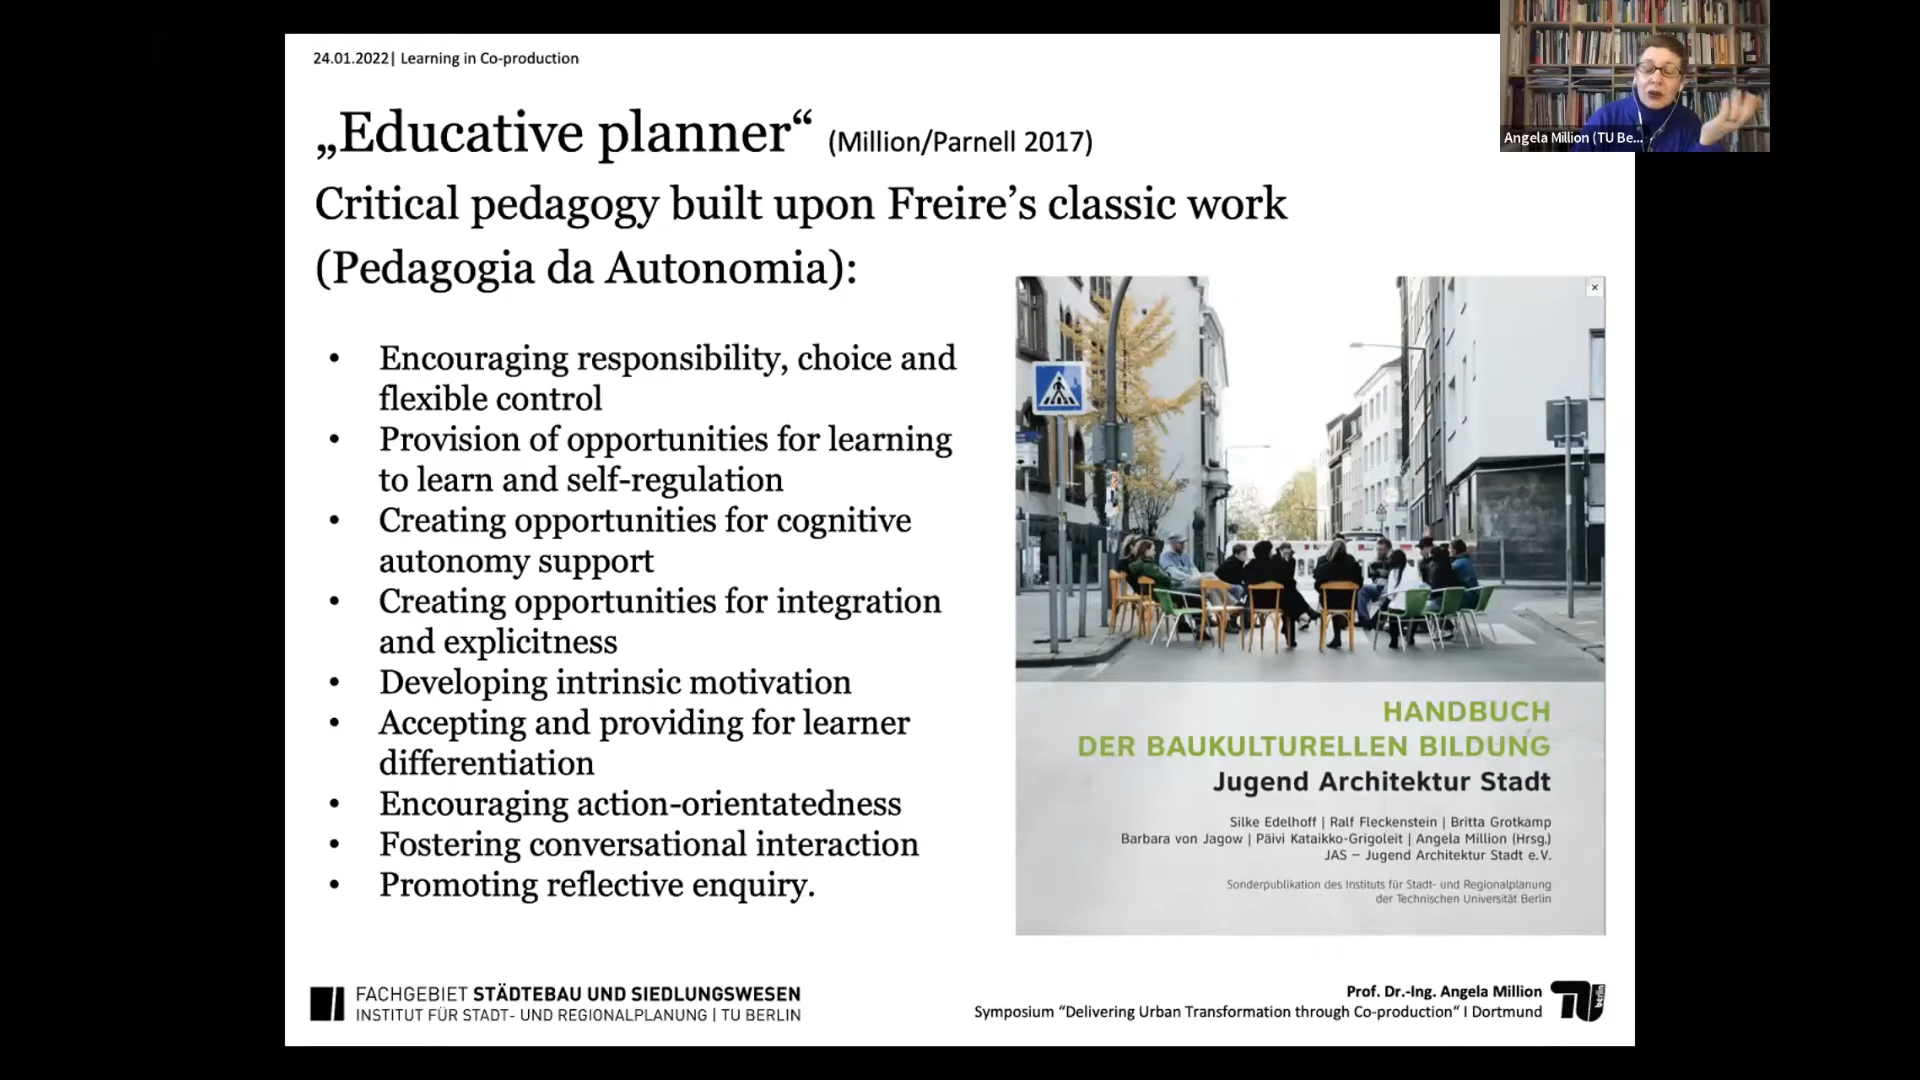 24.01.2022| Learning in Co-production
Angela Million (TU Be...
„Educative planner“ (Million/Parnell 2017)
Critical pedagogy built upon Freire’s classic work
(Pedagogia da Autonomia):
• Encouraging responsibility, choice and
flexible control
• Provision of opportunities for learning
to learn and self-regulation
• Creating opportunities for cognitive
autonomy support
• Creating opportunities for integration
and explicitness
• Developing intrinsic motivation
• Accepting and providing for learner
differentiation
• Encouraging action-orientatedness
• Fostering conversational interaction
• Promoting reflective enquiry.
HANDBUCH
DER BAUKULTURELLEN BILDUNG
Jugend Architektur Stadt
Silke Edelhoff | Ralf Fleckenstein | Britta Grotkamp
Barbara von Jagow | Päivi Kataikko-Grigoleit | Angela Million (Hrsg.)
JAS – Jugend Architektur Stadt e.V.
Sonderpublikation des Instituts für Stadt- und Regionalplanung
der Technischen Universität Berlin
FACHGEBIET STÄDTEBAU UND SIEDLUNGSWESEN
INSTITUT FÜR STADT- UND REGIONALPLANUNG | TU BERLIN
Prof. Dr.-Ing. Angela Million
Symposium “Delivering Urban Transformation through Co-production“ I Dortmund
TU berlin